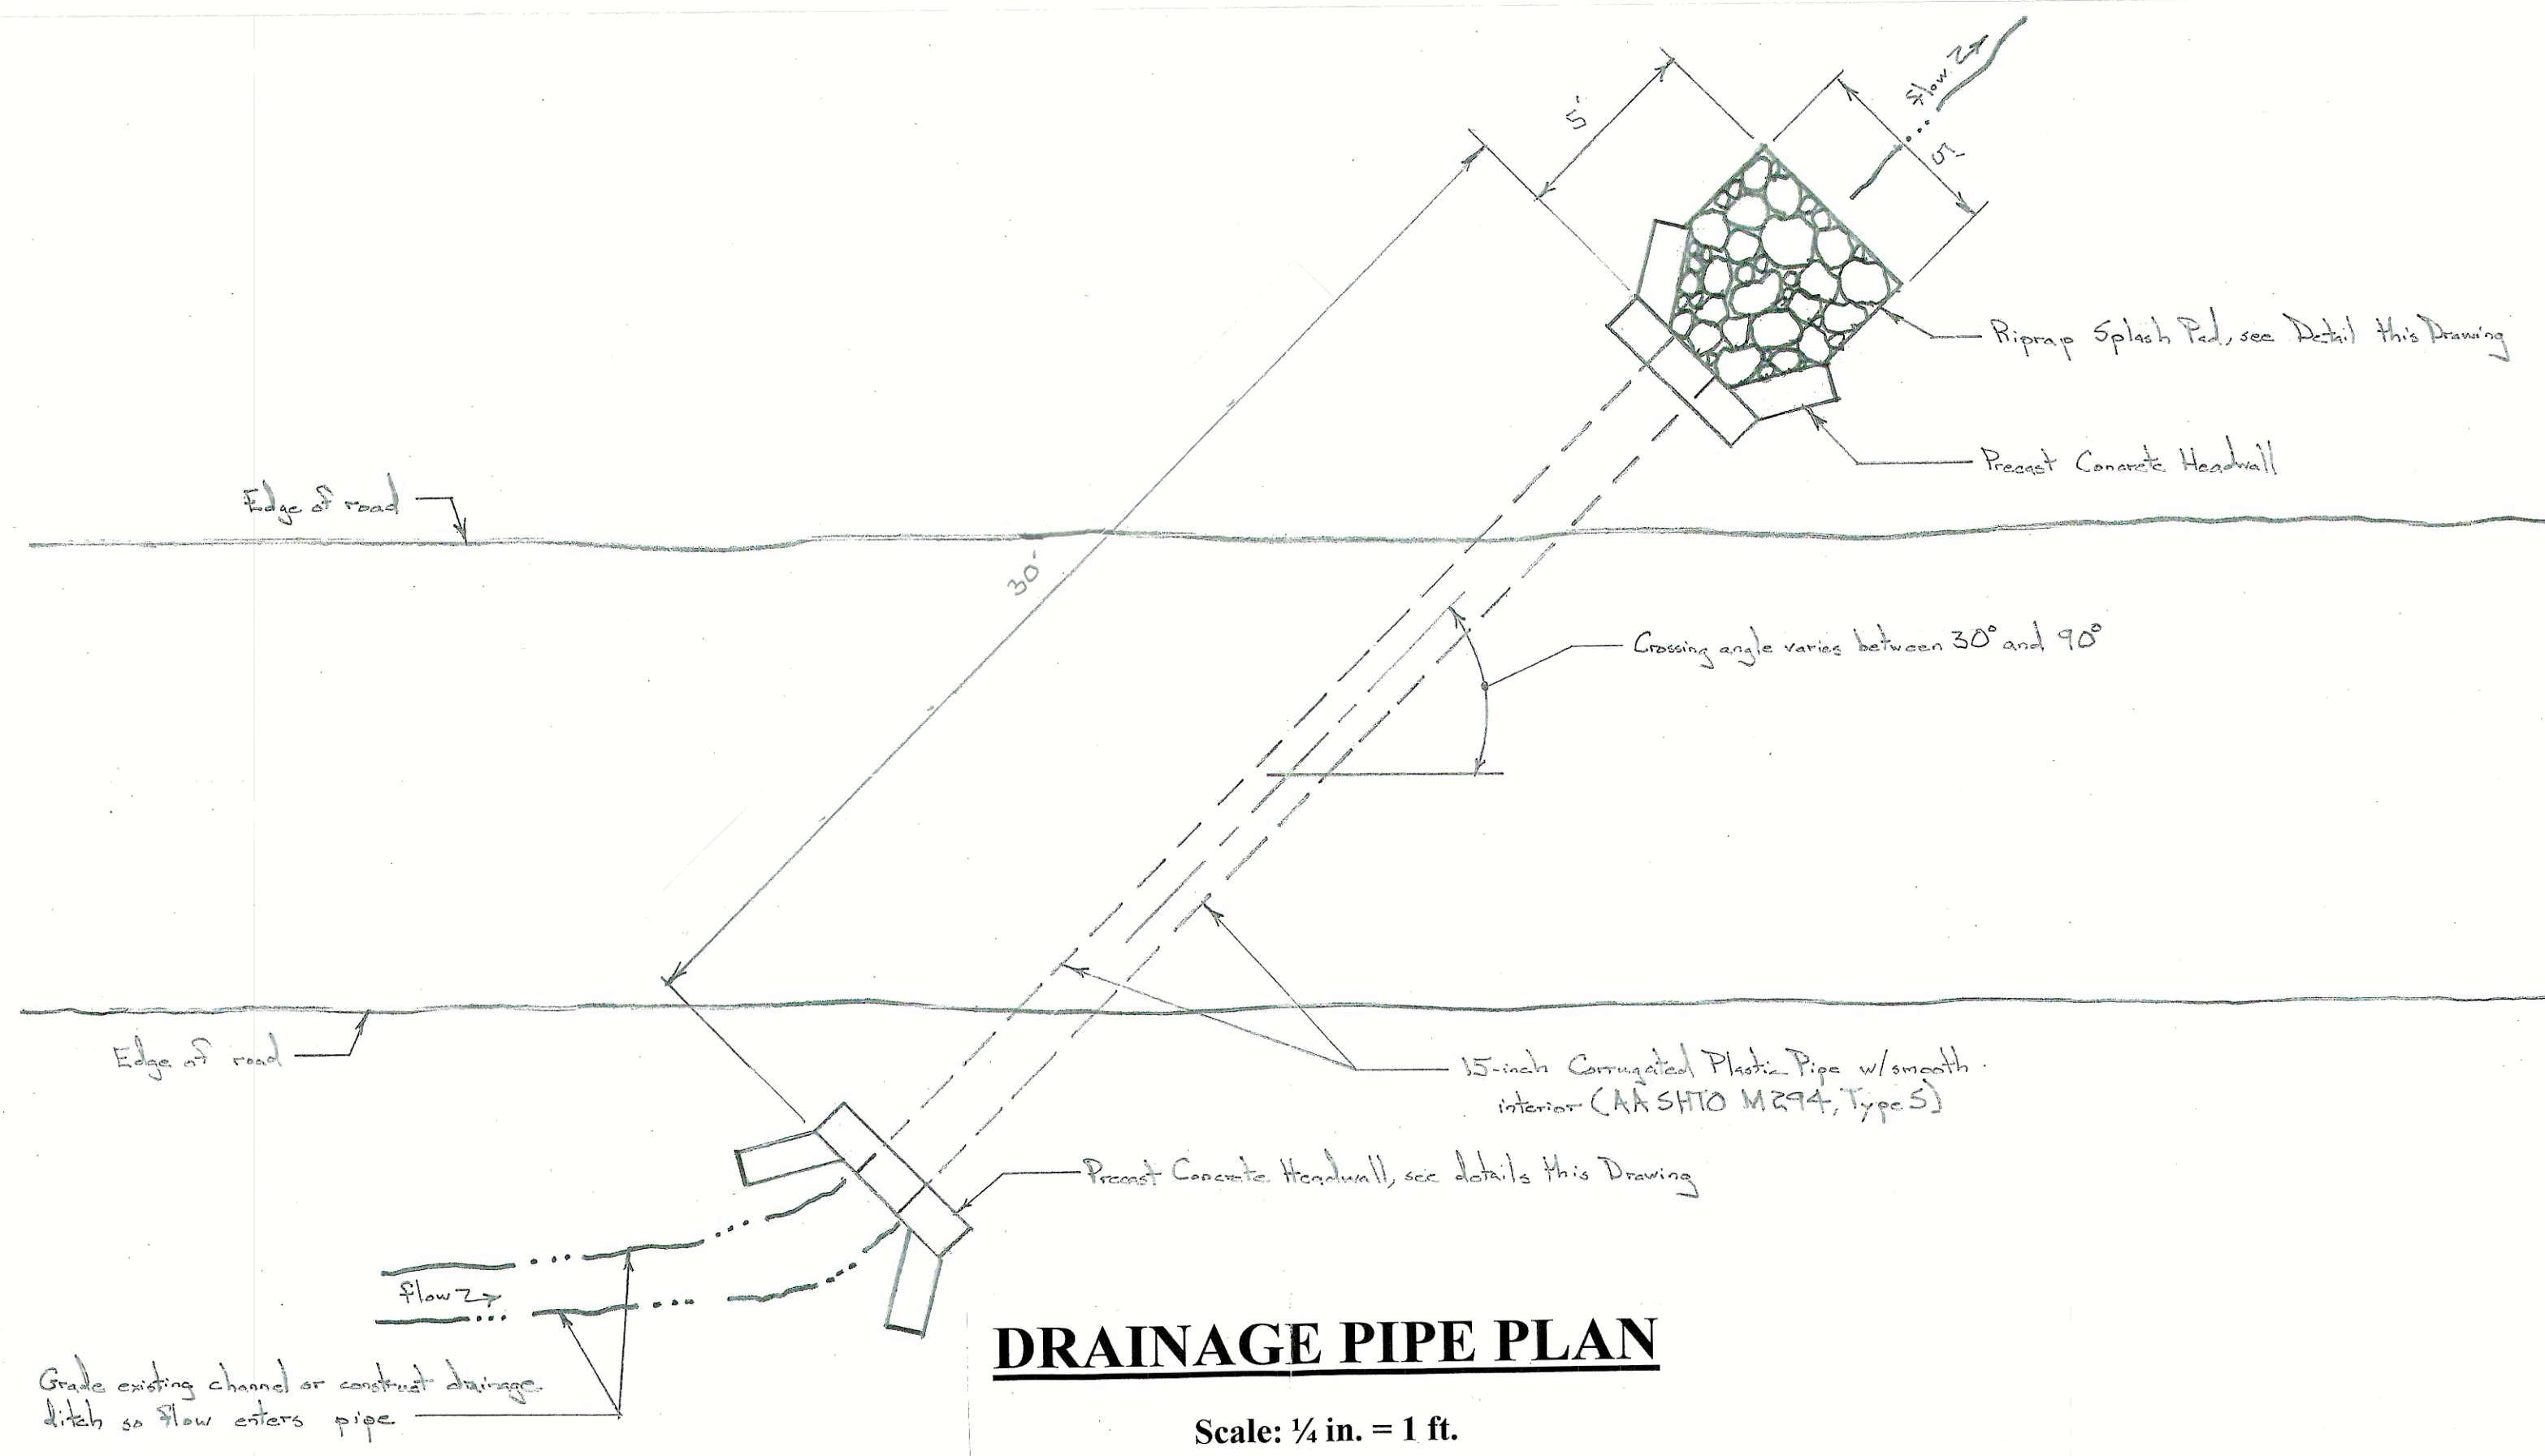 flow
5'
5'
Riprap Splash Pad, see Detail this Drawing
Precast Concrete Headwall
Edge of road
30'
Crossing angle varies between 30° and 90°
Edge of road
15-inch Corrugated Plastic Pipe w/smooth
interior (AASHTO M294, Type S)
Precast Concrete Headwall, see details this Drawing
flow
Grade existing channel or construct drainage
ditch so flow enters pipe
DRAINAGE PIPE PLAN
Scale: ¼ in. = 1 ft.